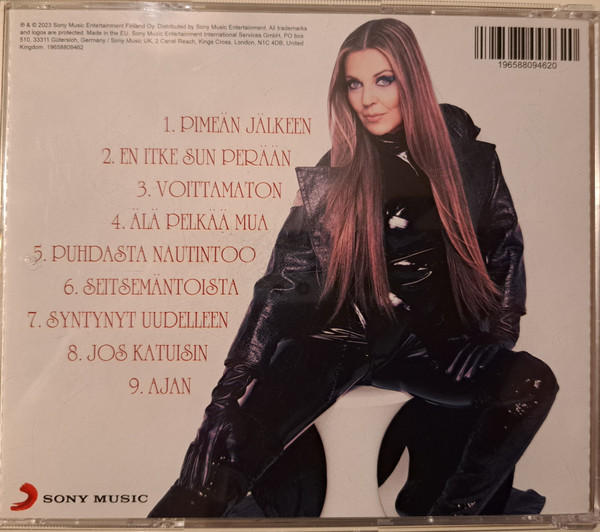 ℗ & © 2023 Sony Music Entertainment Finland Oy. Distributed by Sony Music Entertainment. All trademarks
and logos are protected. Made in the EU. Sony Music Entertainment International Services GmbH, PO box
510, 33311 Gütersloh, Germany / Sony Music UK, 2 Canal Reach, Kings Cross, London, N1C 4DB, United
Kingdom. 19658809462
196588094620
1. PIMEÄN JÄLKEEN
2. EN ITKE SUN PERÄÄN
3. VOITTAMATON
4. ÄLÄ PELKÄÄ MUA
5. PUHDASTA NAUTINTOO
6. SEITSEMÄNTOISTA
7. SYNTYNYT UUDELLEEN
8. JOS KATUISIN
9. AJAN
SONY MUSIC